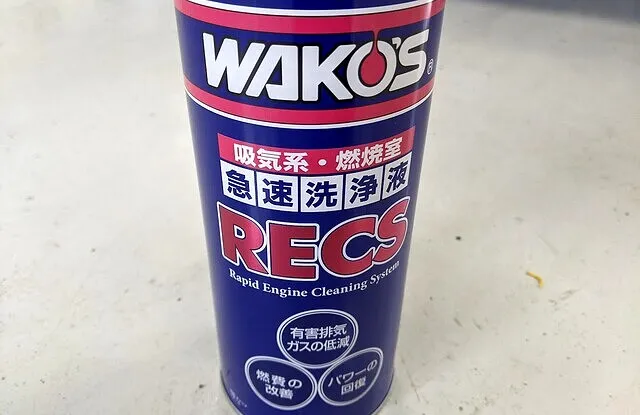 WAKO'S®
吸気系・燃焼室
急速洗浄液
RECS
Rapid Engine Cleaning System
有害排気
ガスの低減
燃費の
改善
パワーの
回復